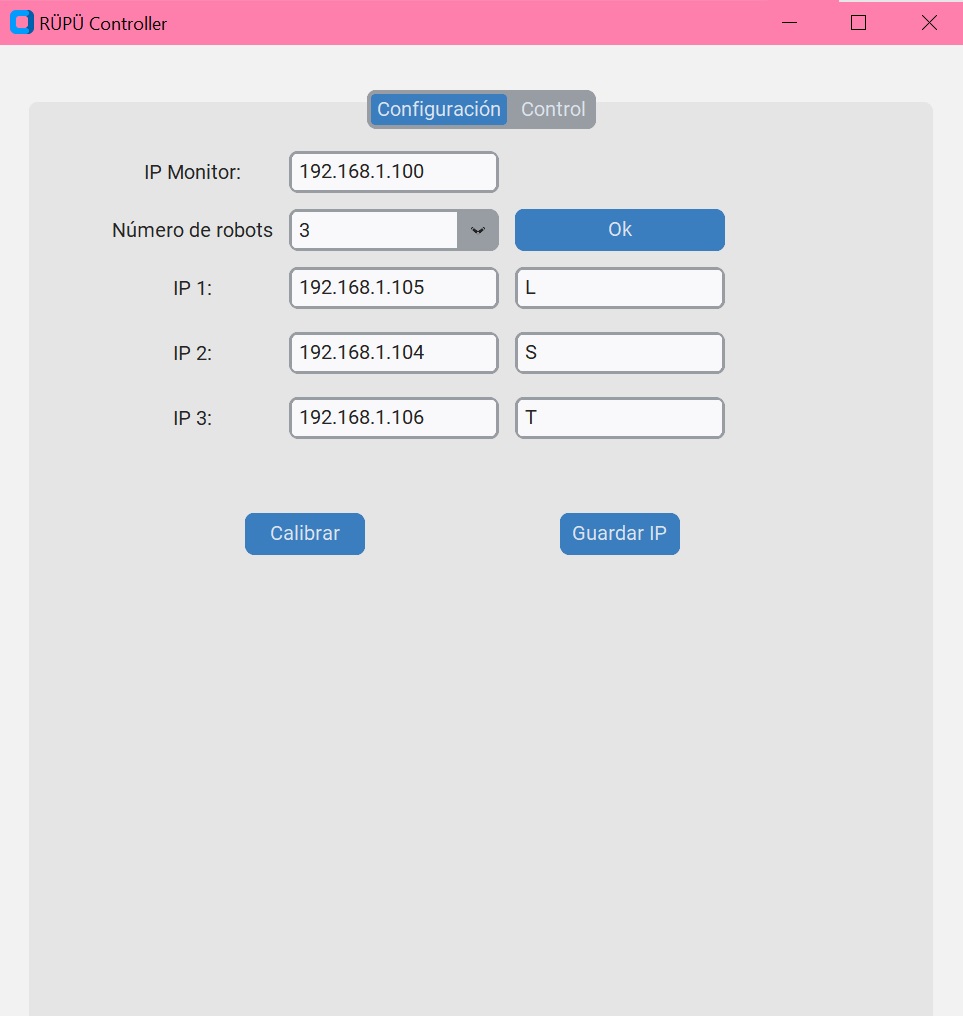 RÜPÜ Controller
Configuración Control
IP Monitor: 192.168.1.100
Número de robots 3 Ok
IP 1: 192.168.1.105 L
IP 2: 192.168.1.104 S
IP 3: 192.168.1.106 T
Calibrar Guardar IP